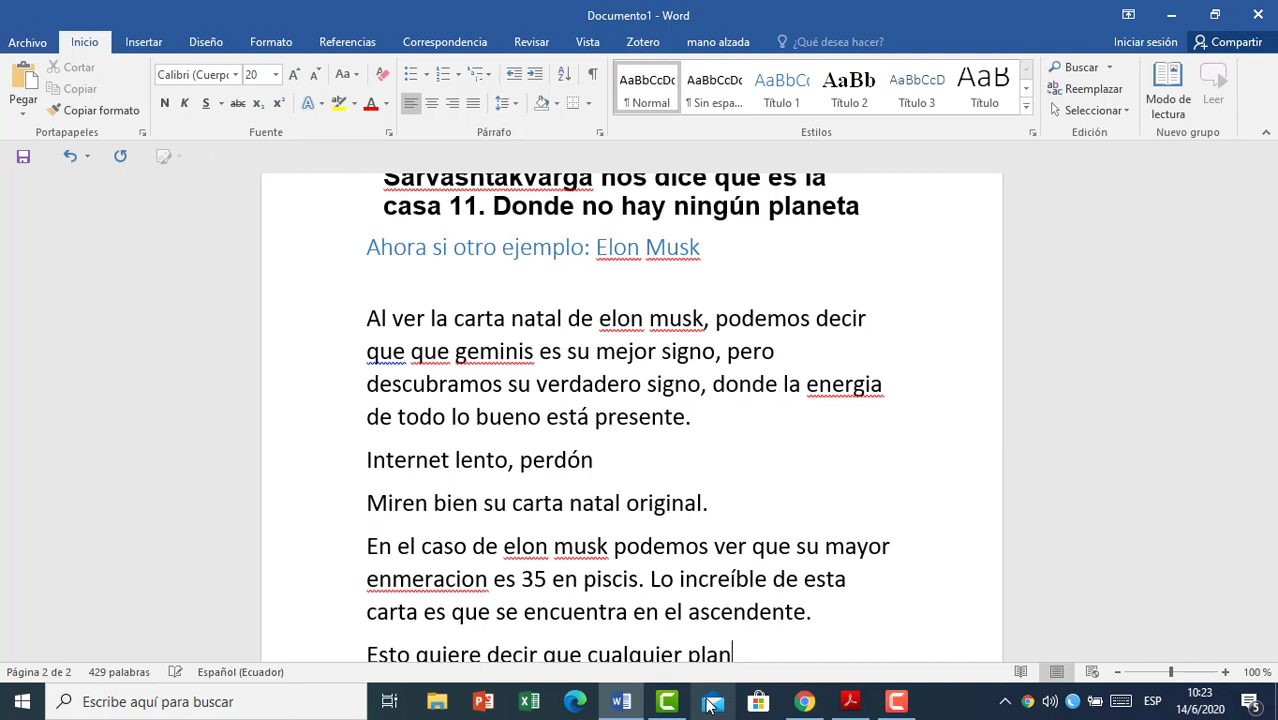 Documento1 - Word
Archivo Inicio Insertar Diseño Formato Referencias Correspondencia Revisar Vista Zotero mano alzada ¿Qué desea hacer? Iniciar sesión Compartir
Pegar
Cortar
Copiar
Copiar formato
Portapapeles
Calibri (Cuerpo 20 Aa
N K S abc x₂ x² A A
Fuente
Párrafo
AaBbCcDc AaBbCcDc AaBbCc AaBb AaBbCcD AaB
¶ Normal ¶ Sin espa... Título 1 Título 2 Título 3 Título
Estilos
Buscar
Reemplazar
Seleccionar
Edición
Modo de lectura
Leer
Nuevo grupo
Sarvashtakvarga nos dice que es la
casa 11. Donde no hay ningún planeta
Ahora si otro ejemplo: Elon Musk
Al ver la carta natal de elon musk, podemos decir
que que geminis es su mejor signo, pero
descubramos su verdadero signo, donde la energia
de todo lo bueno está presente.
Internet lento, perdón
Miren bien su carta natal original.
En el caso de elon musk podemos ver que su mayor
enmeracion es 35 en piscis. Lo increíble de esta
carta es que se encuentra en el ascendente.
Esto quiere decir que cualquier plan
Página 2 de 2 429 palabras Español (Ecuador) 100 %
Escribe aquí para buscar
ESP
10:23
14/6/2020
5